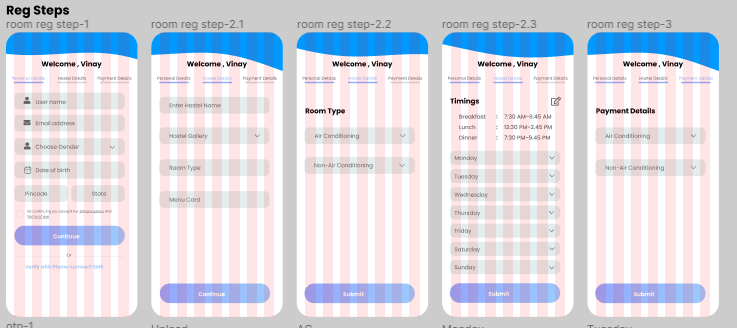 Reg Steps
room reg step-1
Welcome , Vinay
Personal Details Hostel Details Payment Details
User name
Email address
Choose Gender
Date of birth
Pincode State
By continuing you accept our privacy policy and
Terms of use
Continue
Or
Verify with Phone number? SMS
room reg step-2.1
Welcome , Vinay
Personal Details Hostel Details Payment Details
Enter Hostel Name
Hostel Gallery
Room Type
Menu Card
Continue
room reg step-2.2
Welcome , Vinay
Personal Details Hostel Details Payment Details
Room Type
Air Conditioning
Non-Air Conditioning
Submit
room reg step-2.3
Welcome , Vinay
Personal Details Hostel Details Payment Details
Timings
Breakfast : 7:30 AM-9.45 AM
Lunch : 12:30 PM-2.45 PM
Dinner : 7:30 PM-9.45 PM
Monday
Tuesday
Wednesday
Thursday
Friday
Saturday
Sunday
Submit
room reg step-3
Welcome , Vinay
Personal Details Hostel Details Payment Details
Payment Details
Air Conditioning
Non-Air Conditioning
Submit
otp-1 Upload AC Monday Tuesday